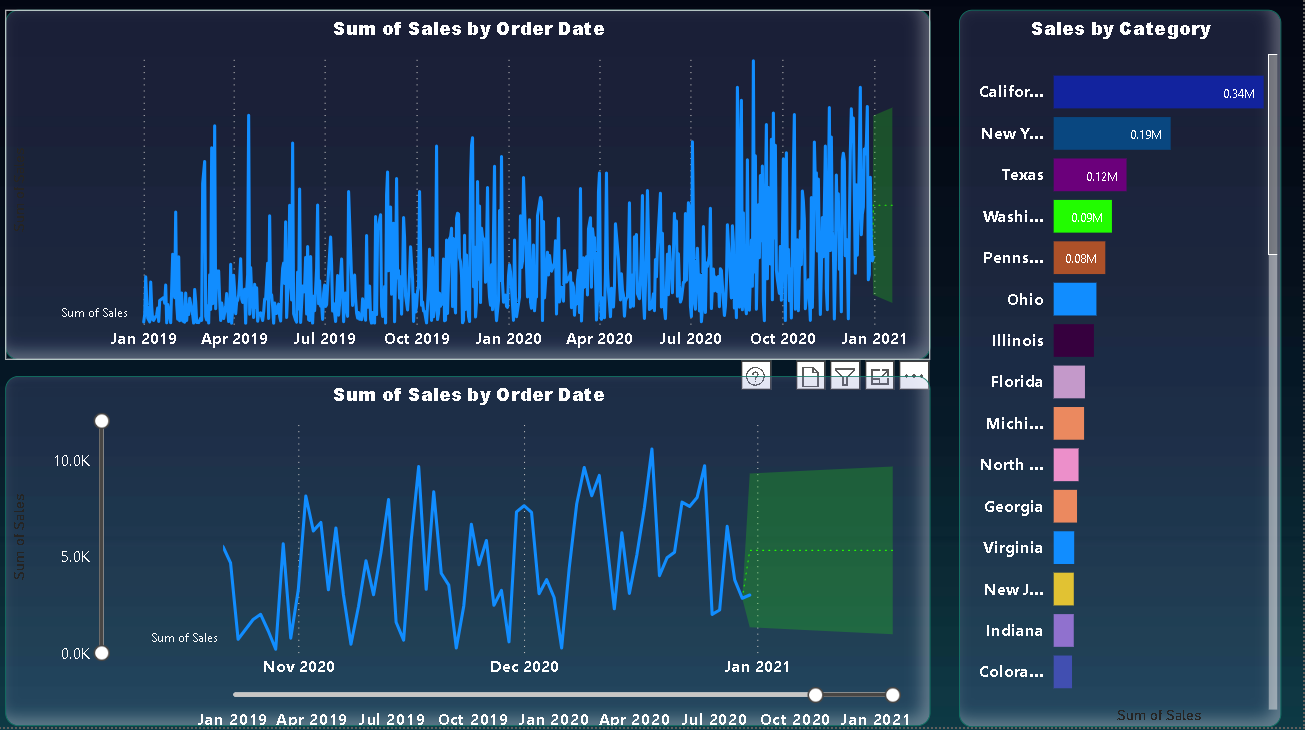 Sum of Sales by Order Date
Sum of Sales
Jan 2019 Apr 2019 Jul 2019 Oct 2019 Jan 2020 Apr 2020 Jul 2020 Oct 2020 Jan 2021
Sum of Sales by Order Date
Sum of Sales
10.0K
5.0K
0.0K
Sum of Sales
Nov 2020 Dec 2020 Jan 2021
Jan 2019 Apr 2019 Jul 2019 Oct 2019 Jan 2020 Apr 2020 Jul 2020 Oct 2020 Jan 2021
Sales by Category
Califor... 0.34M
New Y... 0.19M
Texas 0.12M
Washi... 0.09M
Penns... 0.08M
Ohio
Illinois
Florida
Michi...
North ...
Georgia
Virginia
New J...
Indiana
Colora...
Sum of Sales